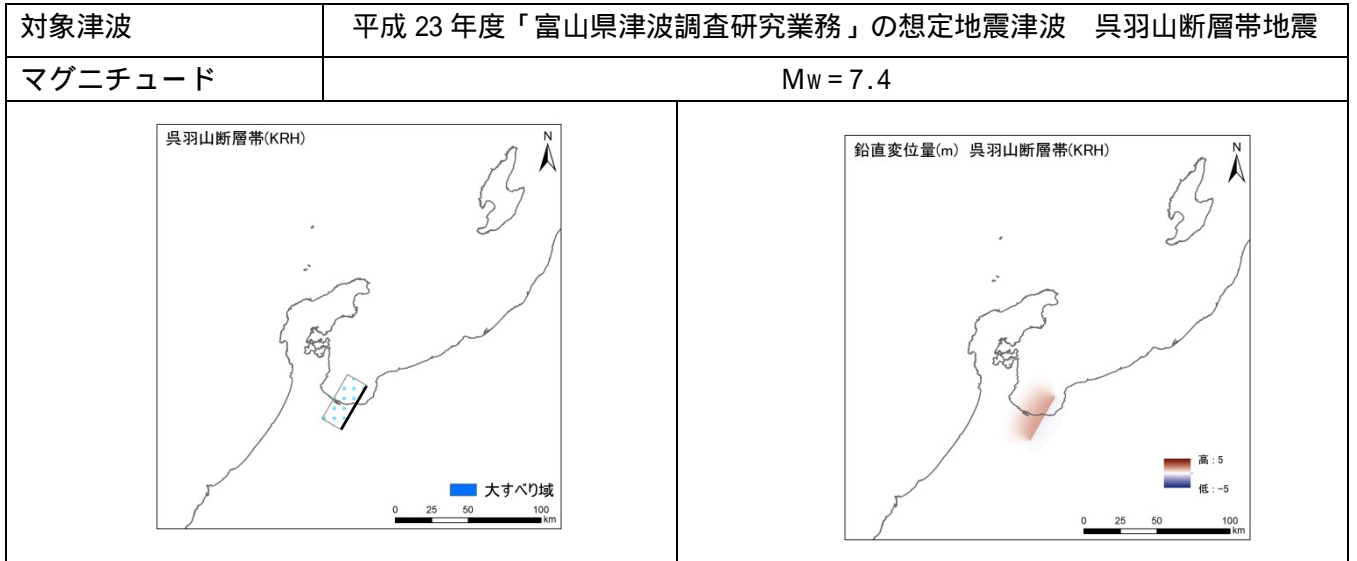 対象津波
平成 23 年度「富山県津波調査研究業務」の想定地震津波　呉羽山断層帯地震
マグニチュード
Mw＝7.4
呉羽山断層帯(KRH)
N
大すべり域
0 25 50 100
km
鉛直変位量(m) 呉羽山断層帯(KRH)
N
高 : 5
低 : -5
0 25 50 100
km